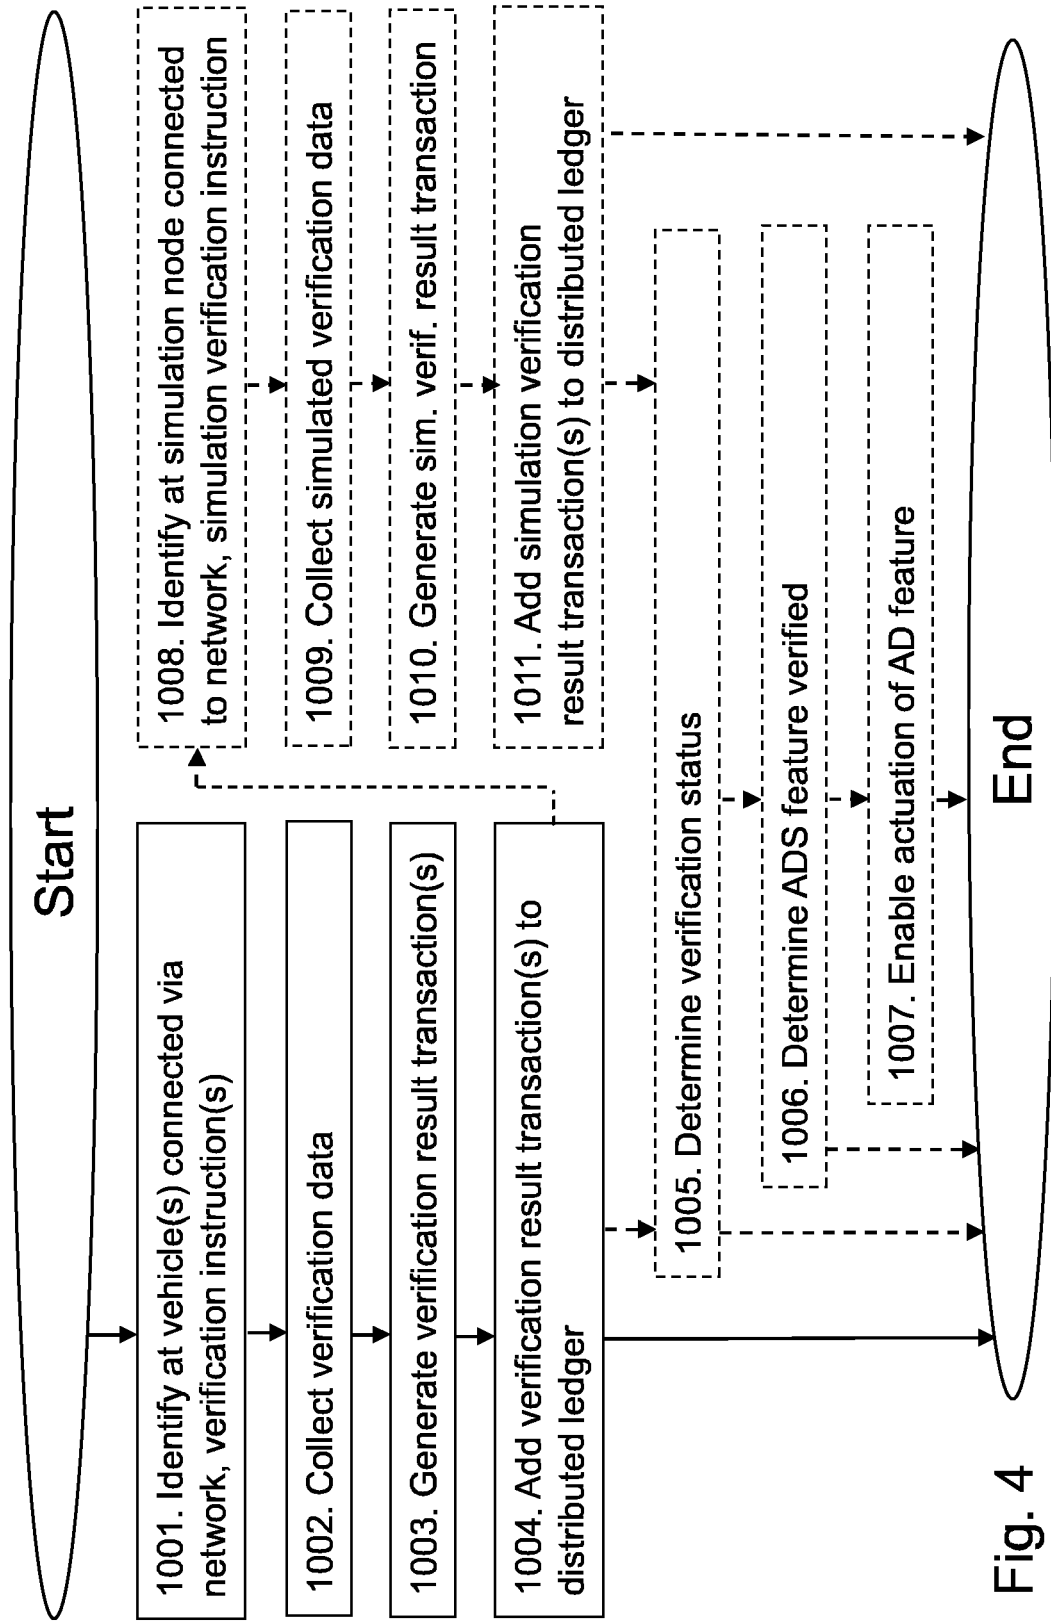 Start
1001. Identify at vehicle(s) connected via
network, verification instruction(s)
1002. Collect verification data
1003. Generate verification result transaction(s)
1004. Add verification result transaction(s) to
distributed ledger
1008. Identify at simulation node connected
to network, simulation verification instruction
1009. Collect simulated verification data
1010. Generate sim. verif. result transaction
1011. Add simulation verification
result transaction(s) to distributed ledger
1005. Determine verification status
1006. Determine ADS feature verified
1007. Enable actuation of AD feature
End
Fig. 4